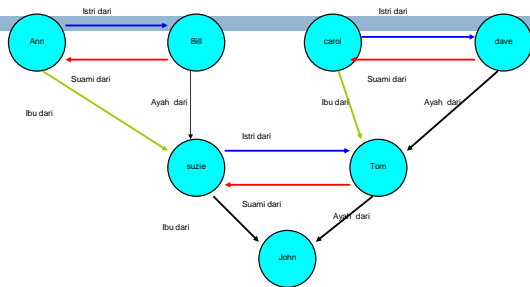 Istri dari
Istri dari
Ann
Bill
carol
dave
Suami dari
Suami dari
Ayah dari
Ibu dari
Ayah dari
Ibu dari
Istri dari
suzie
Tom
Suami dari
Ayah dari
Ibu dari
John